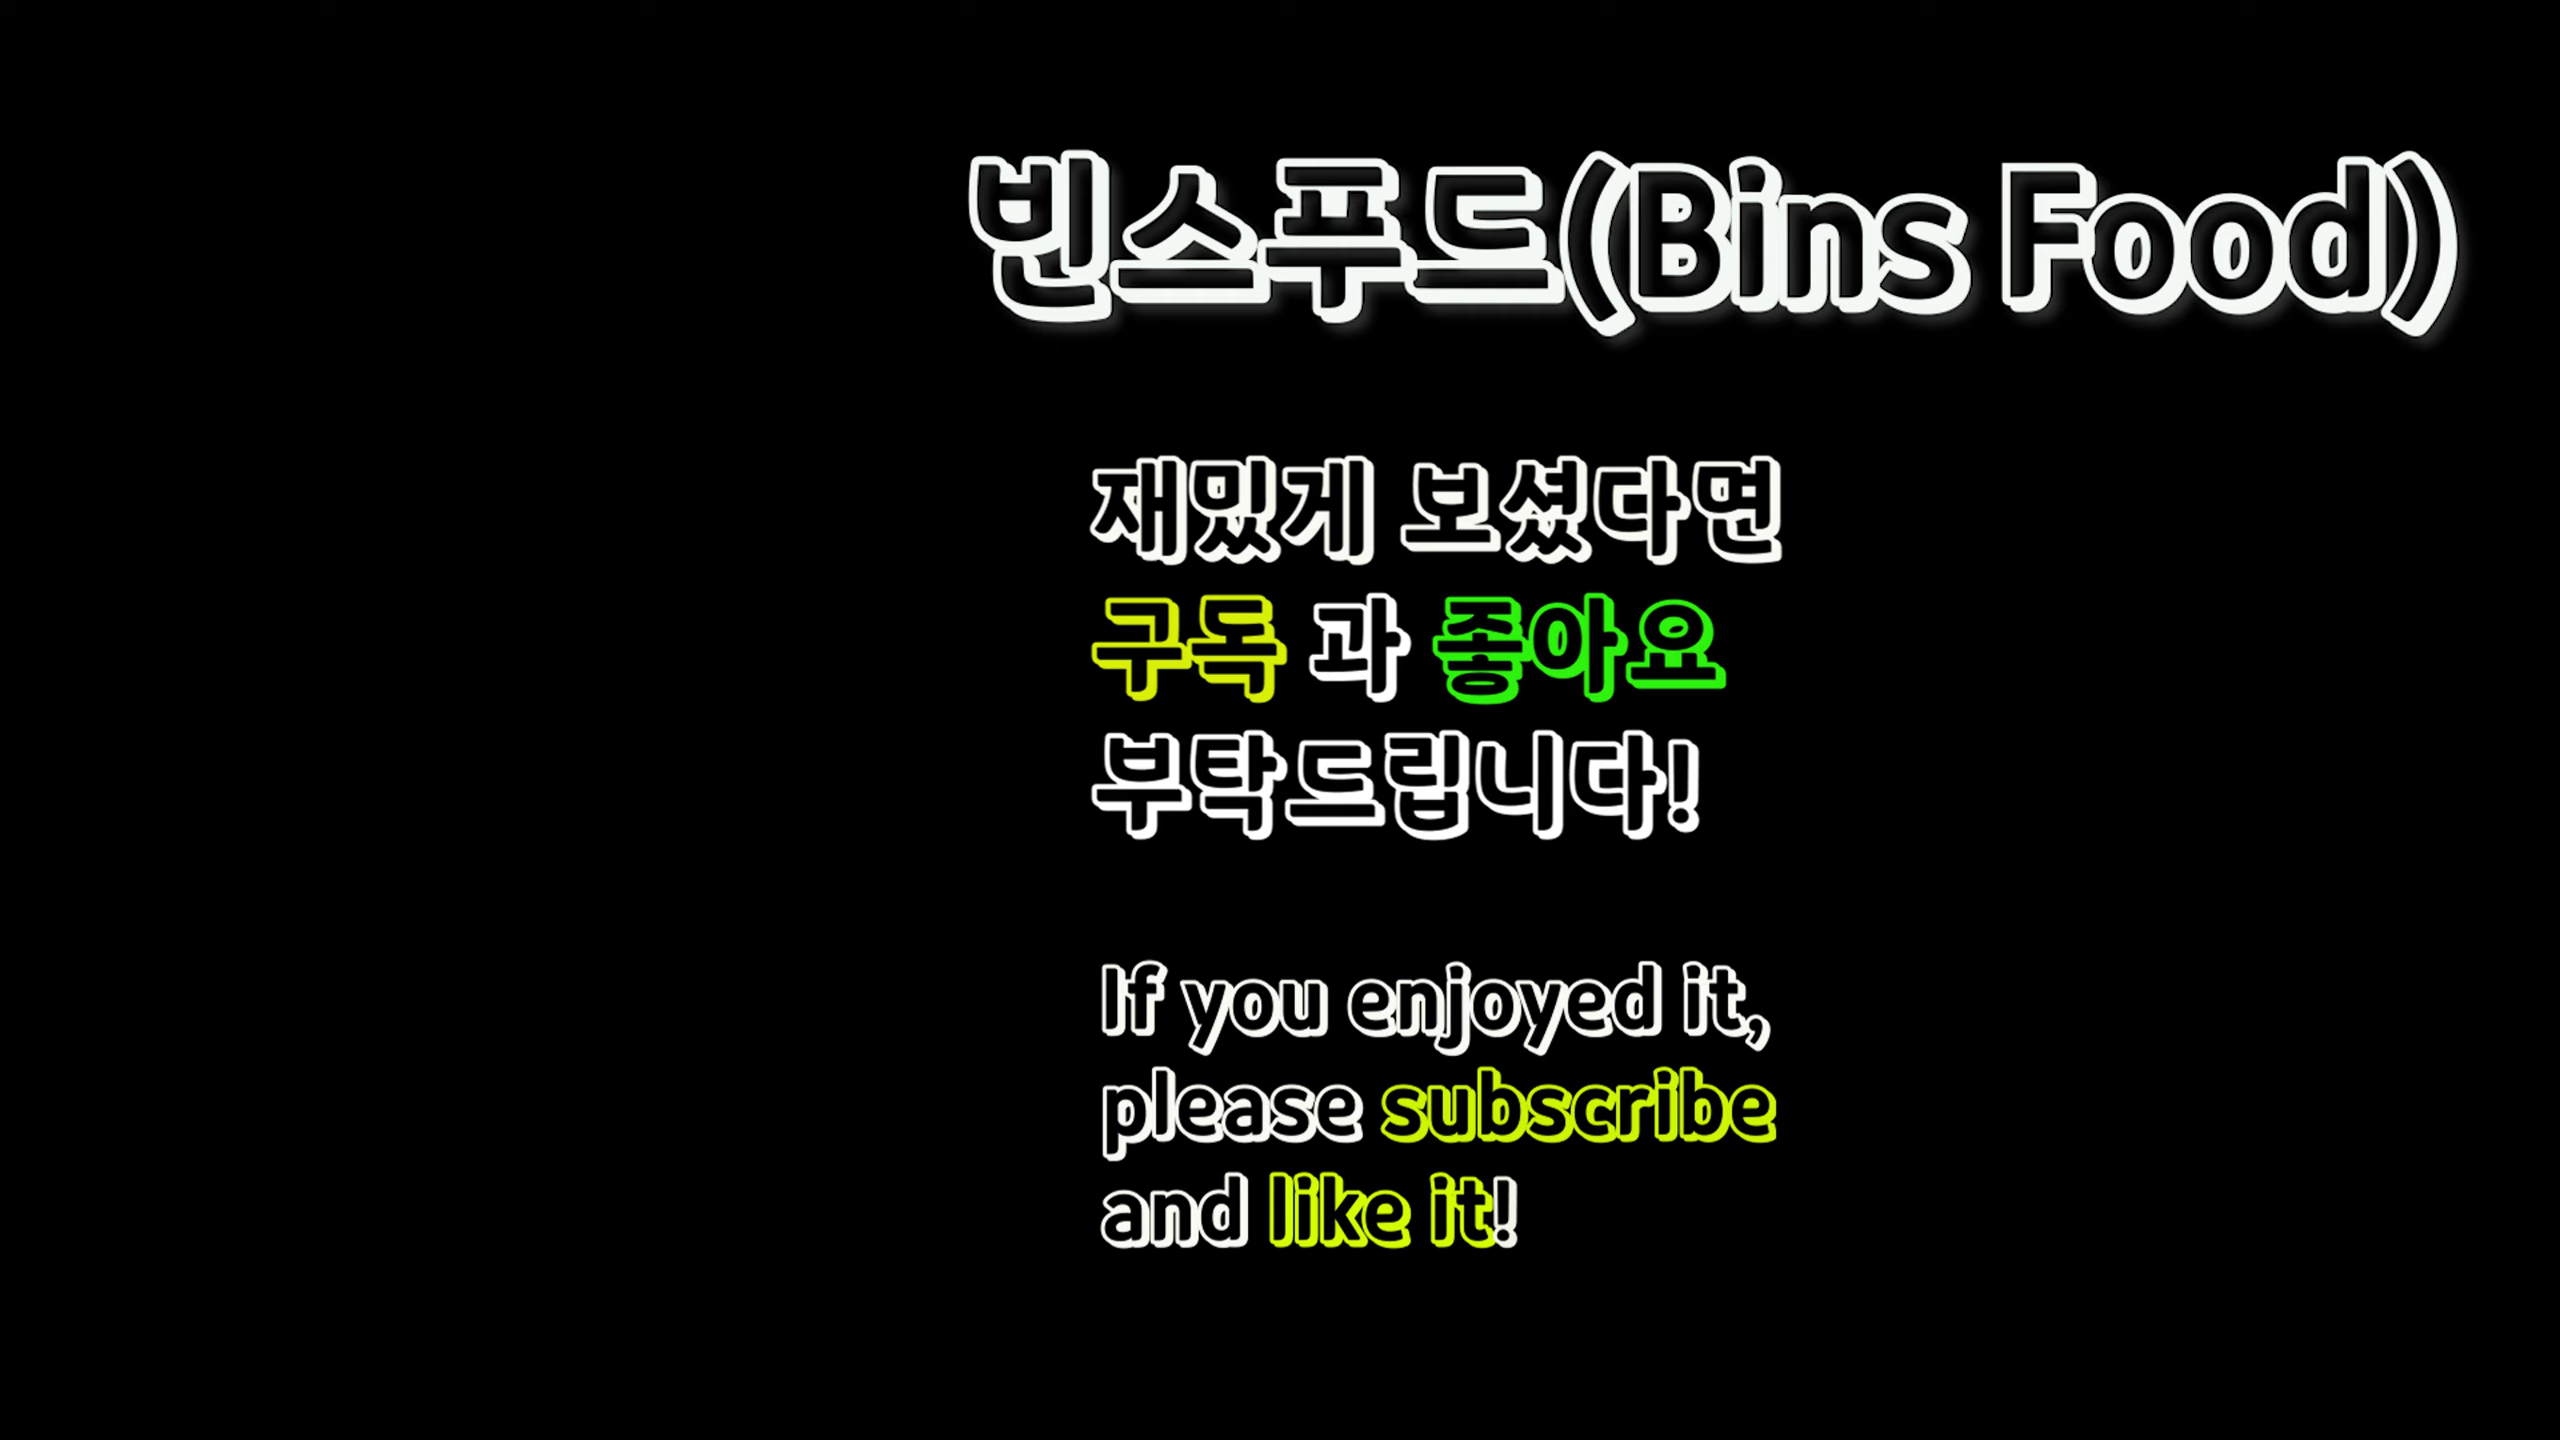 빈스푸드(Bins Food)
재밌게 보셨다면
구독 과 좋아요
부탁드립니다!
If you enjoyed it,
please subscribe
and like it!